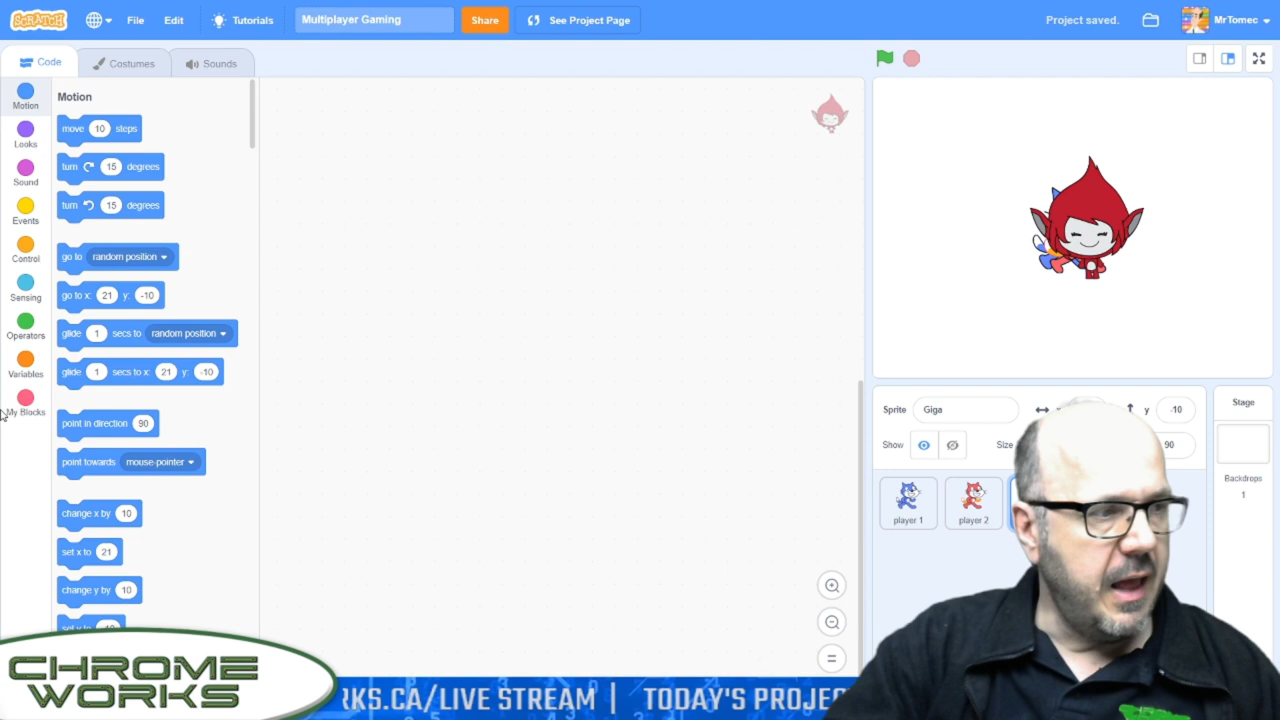 SCRATCH
File
Edit
Tutorials
Multiplayer Gaming
Share
See Project Page
Project saved.
MrTomec
Code
Costumes
Sounds
Motion
Looks
Sound
Events
Control
Sensing
Operators
Variables
My Blocks
Motion
move 10 steps
turn 15 degrees
turn 15 degrees
go to random position
go to x: 21 y: -10
glide 1 secs to random position
glide 1 secs to x: 21 y: -10
point in direction 90
point towards mouse-pointer
change x by 10
set x to 21
change y by 10
Sprite Giga
y -10
Show
Size
90
player 1
player 2
Stage
Backdrops
1
CHROME
WORKS
RKS.CA/LIVE STREAM | TODAY'S PROJEC